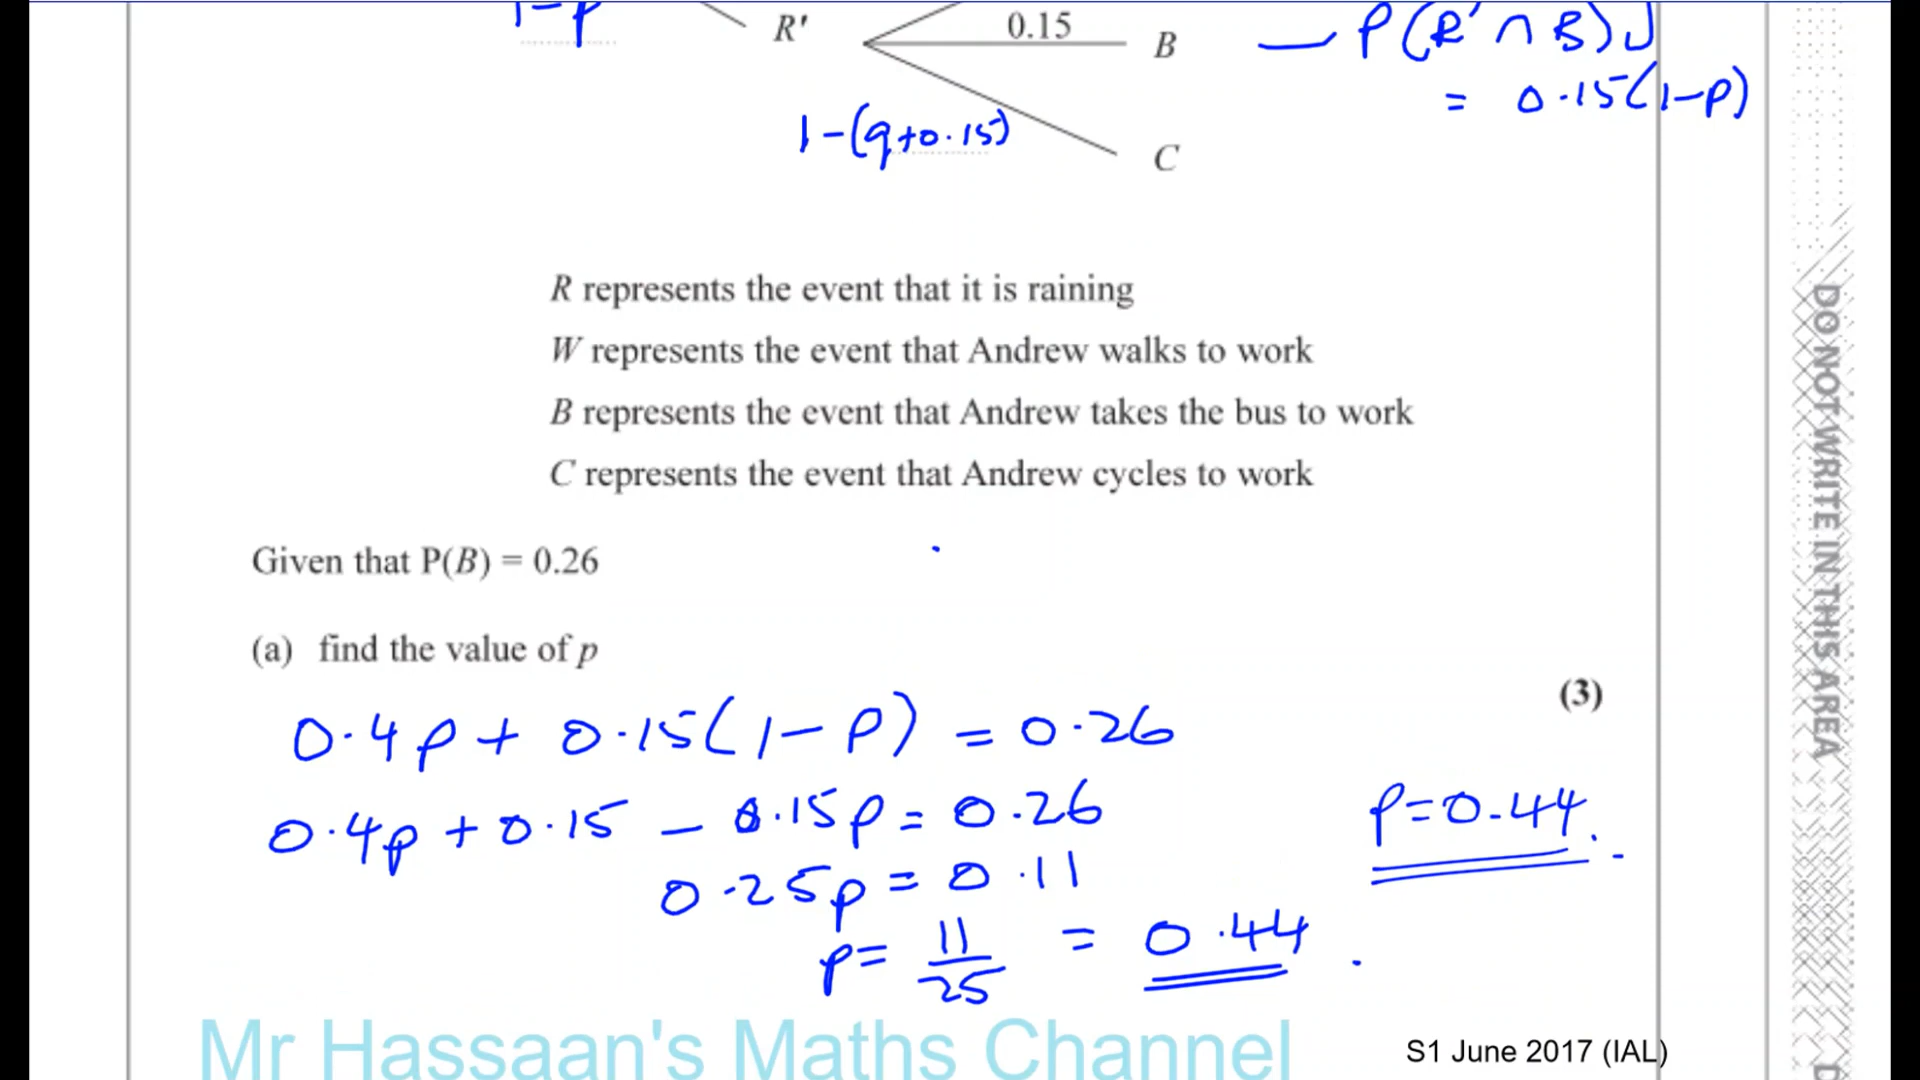 1-p
R'
0.15
B
— P(R' ∩ B)
= 0.15(1-p)
1-(q+0.15)
C
R represents the event that it is raining
W represents the event that Andrew walks to work
B represents the event that Andrew takes the bus to work
C represents the event that Andrew cycles to work
Given that P(B) = 0.26
(a) find the value of p
(3)
0.4p + 0.15(1-p) = 0.26
0.4p + 0.15 - 0.15p = 0.26
p=0.44.
0.25p = 0.11
p = 11/25 = 0.44
DO NOT WRITE IN THIS AREA
D
Mr Hassaan's Maths Channel
S1 June 2017 (IAL)